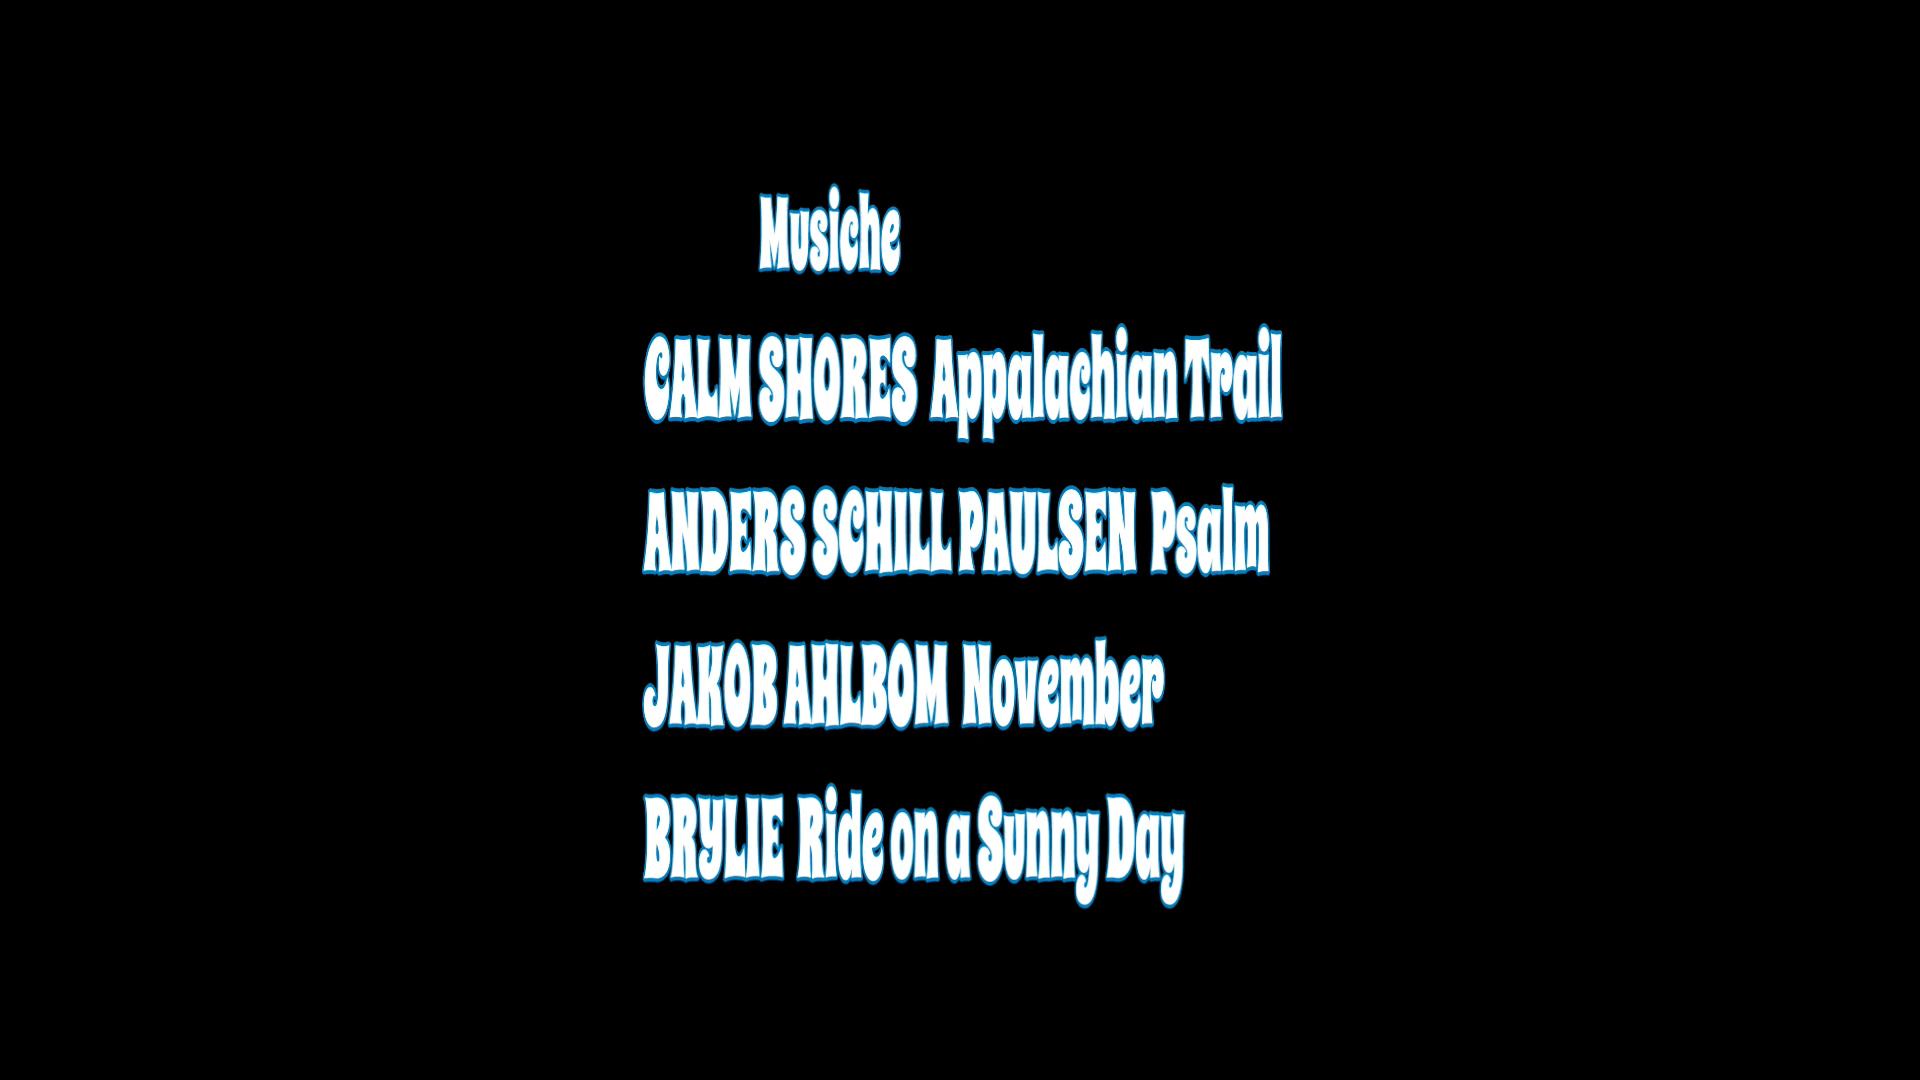 Musiche
CALM SHORES Appalachian Trail
ANDERS SCHILL PAULSEN Psalm
JAKOB AHLBOM November
BRYLIE Ride on a Sunny Day